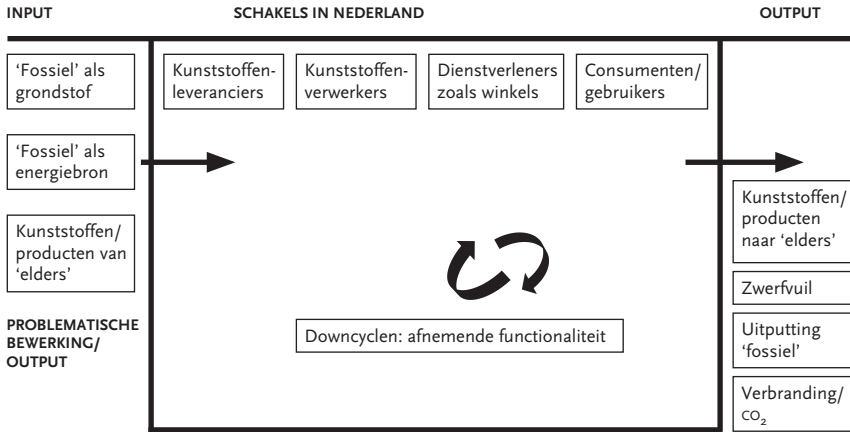 INPUT
SCHAKELS IN NEDERLAND
OUTPUT
‘Fossiel’ als
grondstof
Kunststoffen-
leveranciers
Kunststoffen-
verwerkers
Dienstverleners
zoals winkels
Consumenten/
gebruikers
‘Fossiel’ als
energiebron
Kunststoffen/
producten van
‘elders’
Kunststoffen/
producten
naar ‘elders’
Zwerfvuil
PROBLEMATISCHE
BEWERKING/
OUTPUT
Downcyclen: afnemende functionaliteit
Uitputting
‘fossiel’
Verbranding/
CO₂